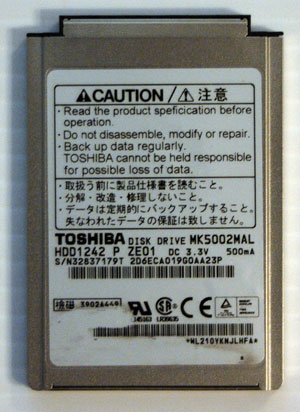 ⚠CAUTION / ⚠注意
・Read the product speficication before
operation.
・Do not disassemble, modify or repair.
・Back up data regularly.
TOSHIBA cannot be held responsible
for possible loss of data.
・取扱う前に製品仕様書を読むこと。
・分解・改造・修理しないこと。
・データは定期的にバックアップすること。
失なわれたデータの保証は致しません。
TOSHIBA DISK DRIVE MK5002MAL
HDD1242 P ZE01 DC 3.3V 500mA
S/N32837179T 2D6ECA019G0AA23P
145163 LR39635
*ML210YKNJLHFA*